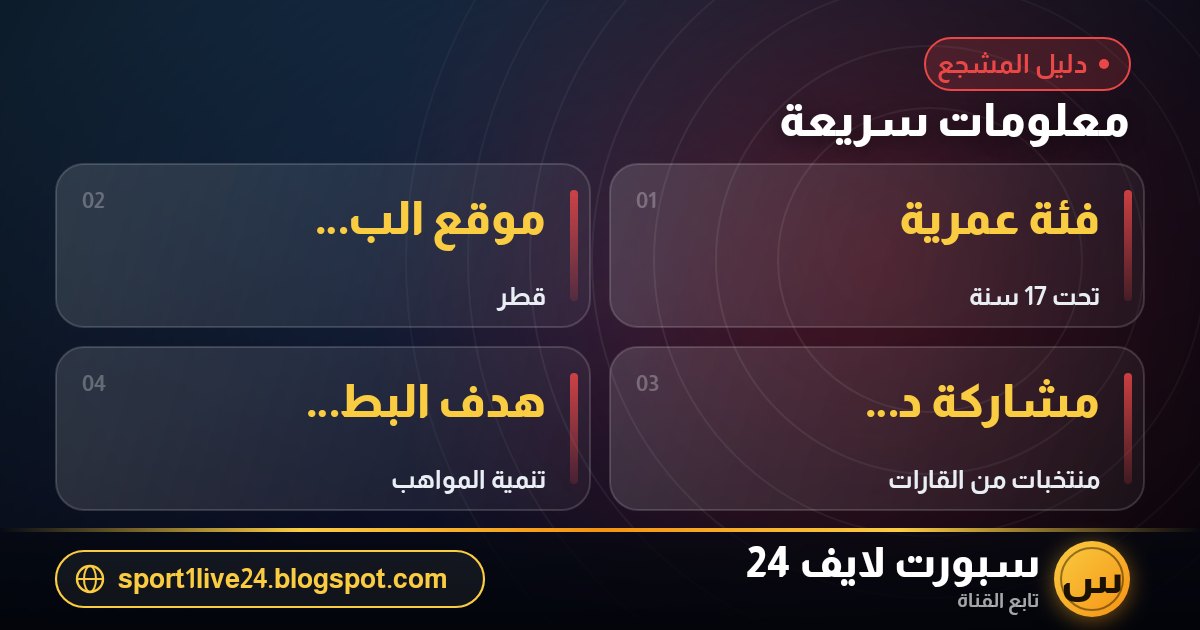 دليل المشجع
معلومات سريعة
01
فئة عمرية
تحت 17 سنة
02
موقع الب...
قطر
03
مشاركة د...
منتخبات من القارات
04
هدف البط...
تنمية المواهب
س
سبورت لايف 24
تابع القناة
sport1live24.blogspot.com